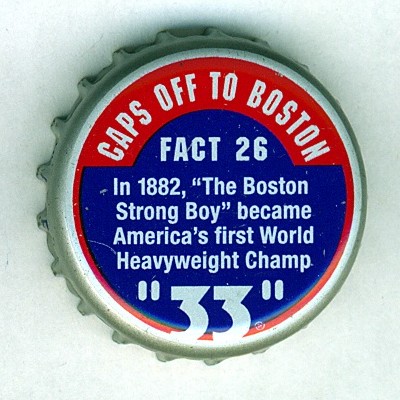 CAPS OFF TO BOSTON
FACT 26
In 1882, “The Boston
Strong Boy” became
America's first World
Heavyweight Champ
"33"®